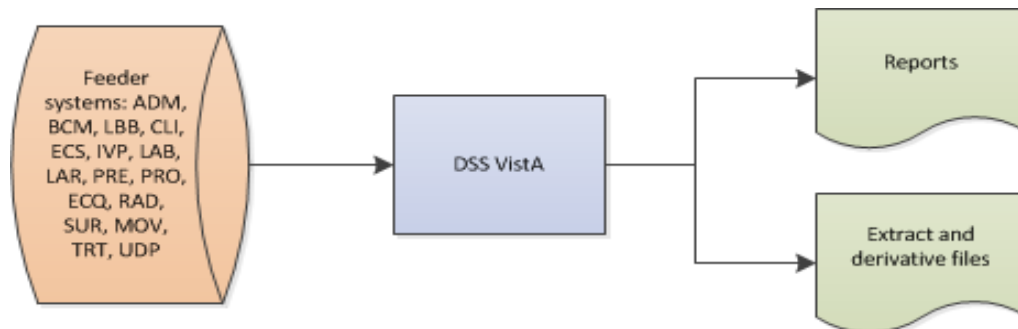 Feeder
systems: ADM,
BCM, LBB, CLI,
ECS, IVP, LAB,
LAR, PRE, PRO,
ECQ, RAD,
SUR, MOV,
TRT, UDP
DSS VistA
Reports
Extract and
derivative files